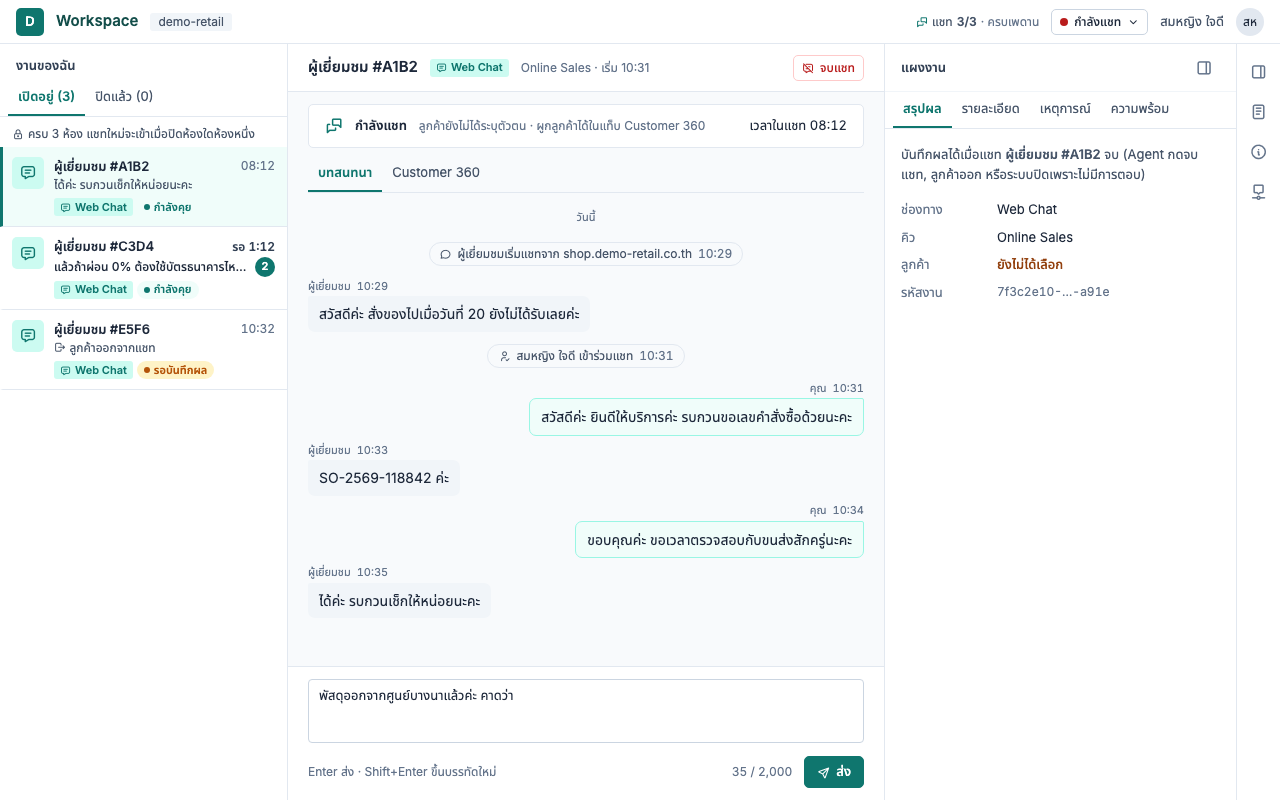 D Workspace demo-retail
แชท 3/3 · ครบเพดาน
กำลังแชท
สมหญิง ใจดี
สห
งานของฉัน
เปิดอยู่ (3) ปิดแล้ว (0)
ครบ 3 ห้อง แชทใหม่จะเข้าเมื่อปิดห้องใดห้องหนึ่ง
ผู้เยี่ยมชม #A1B2 08:12
ได้ค่ะ รบกวนเช็กให้หน่อยนะคะ
Web Chat กำลังคุย
ผู้เยี่ยมชม #C3D4 รอ 1:12
แล้วถ้าผ่อน 0% ต้องใช้บัตรธนาคารไห... 2
Web Chat กำลังคุย
ผู้เยี่ยมชม #E5F6 10:32
ลูกค้าออกจากแชท
Web Chat รอบันทึกผล
ผู้เยี่ยมชม #A1B2 Web Chat Online Sales · เริ่ม 10:31 จบแชท
กำลังแชท ลูกค้ายังไม่ได้ระบุตัวตน · ผูกลูกค้าได้ในแท็บ Customer 360 เวลาในแชท 08:12
บทสนทนา Customer 360
วันนี้
ผู้เยี่ยมชมเริ่มแชทจาก shop.demo-retail.co.th 10:29
ผู้เยี่ยมชม 10:29
สวัสดีค่ะ สั่งของไปเมื่อวันที่ 20 ยังไม่ได้รับเลยค่ะ
สมหญิง ใจดี เข้าร่วมแชท 10:31
คุณ 10:31
สวัสดีค่ะ ยินดีให้บริการค่ะ รบกวนขอเลขคำสั่งซื้อด้วยนะคะ
ผู้เยี่ยมชม 10:33
SO-2569-118842 ค่ะ
คุณ 10:34
ขอบคุณค่ะ ขอเวลาตรวจสอบกับขนส่งสักครู่นะคะ
ผู้เยี่ยมชม 10:35
ได้ค่ะ รบกวนเช็กให้หน่อยนะคะ
พัสดุออกจากศูนย์บางนาแล้วค่ะ คาดว่า
Enter ส่ง · Shift+Enter ขึ้นบรรทัดใหม่ 35 / 2,000 ส่ง
แผงงาน
สรุปผล รายละเอียด เหตุการณ์ ความพร้อม
บันทึกผลได้เมื่อแชท ผู้เยี่ยมชม #A1B2 จบ (Agent กดจบ
แชท, ลูกค้าออก หรือระบบปิดเพราะไม่มีการตอบ)
ช่องทาง Web Chat
คิว Online Sales
ลูกค้า ยังไม่ได้เลือก
รหัสงาน 7f3c2e10-…-a91e